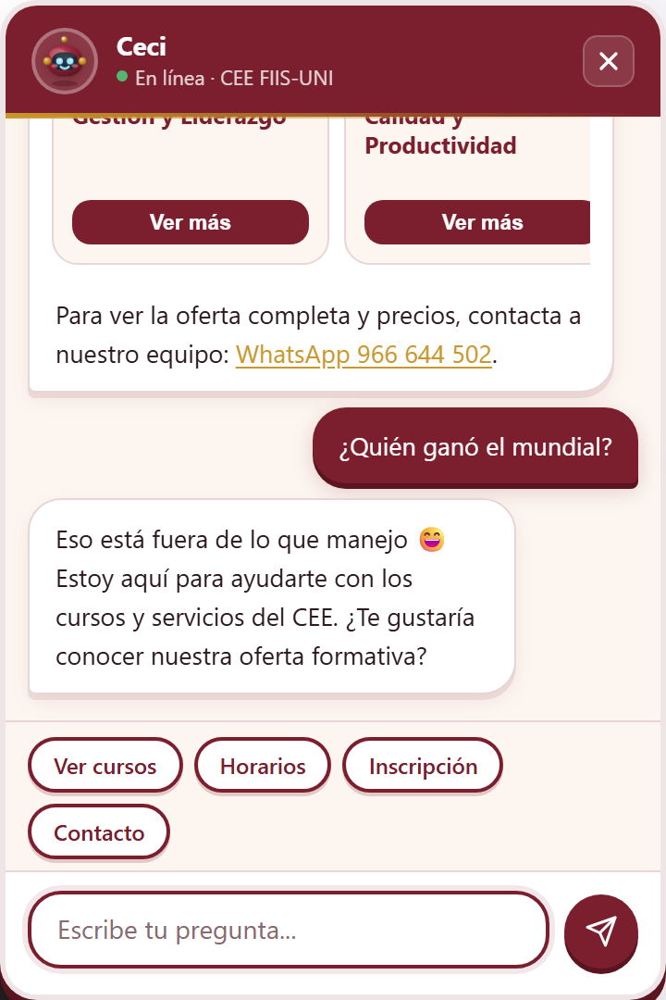 Ceci
En línea · CEE FIIS-UNI
Gestión y Liderazgo
Calidad y
Productividad
Ver más
Ver más
Para ver la oferta completa y precios, contacta a
nuestro equipo: WhatsApp 966 644 502.
¿Quién ganó el mundial?
Eso está fuera de lo que manejo 😄
Estoy aquí para ayudarte con los
cursos y servicios del CEE. ¿Te gustaría
conocer nuestra oferta formativa?
Ver cursos
Horarios
Inscripción
Contacto
Escribe tu pregunta...